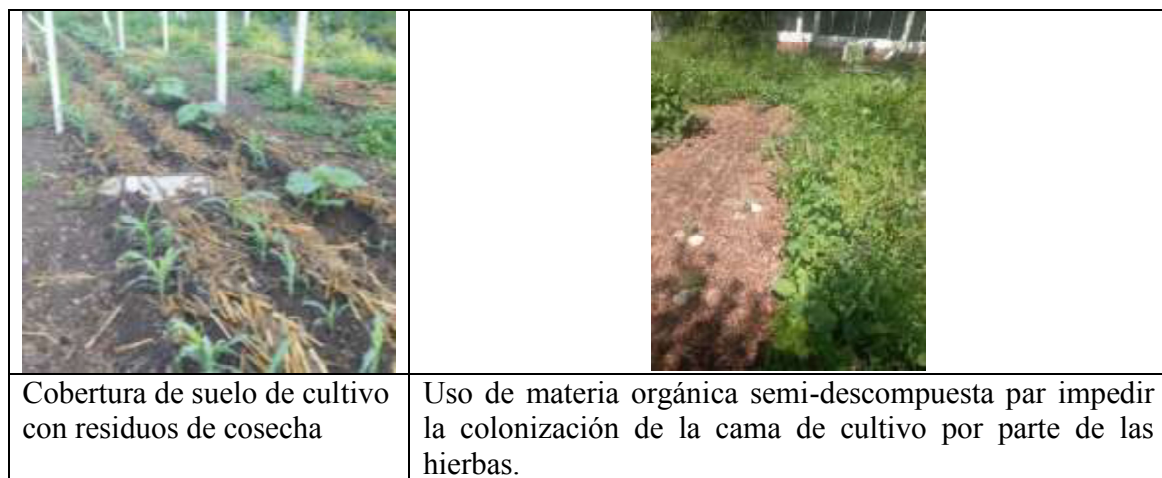 Cobertura de suelo de cultivo
con residuos de cosecha
Uso de materia orgánica semi-descompuesta par impedir
la colonización de la cama de cultivo por parte de las
hierbas.